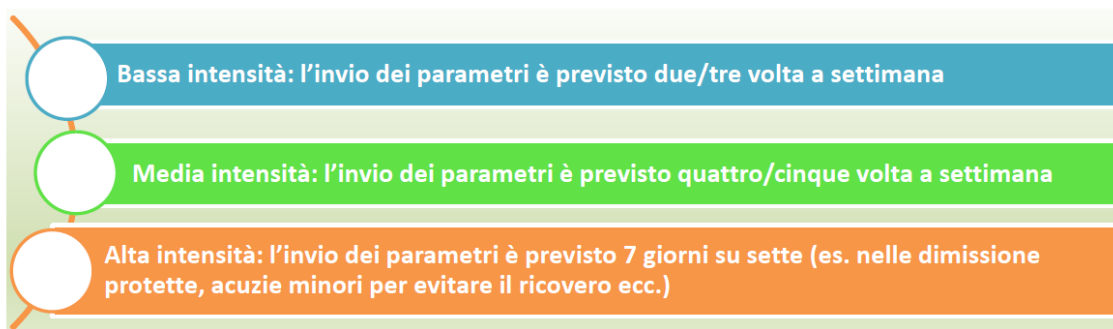 Bassa intensità: l’invio dei parametri è previsto due/tre volta a settimana
Media intensità: l’invio dei parametri è previsto quattro/cinque volta a settimana
Alta intensità: l’invio dei parametri è previsto 7 giorni su sette (es. nelle dimissione
protette, acuzie minori per evitare il ricovero ecc.)